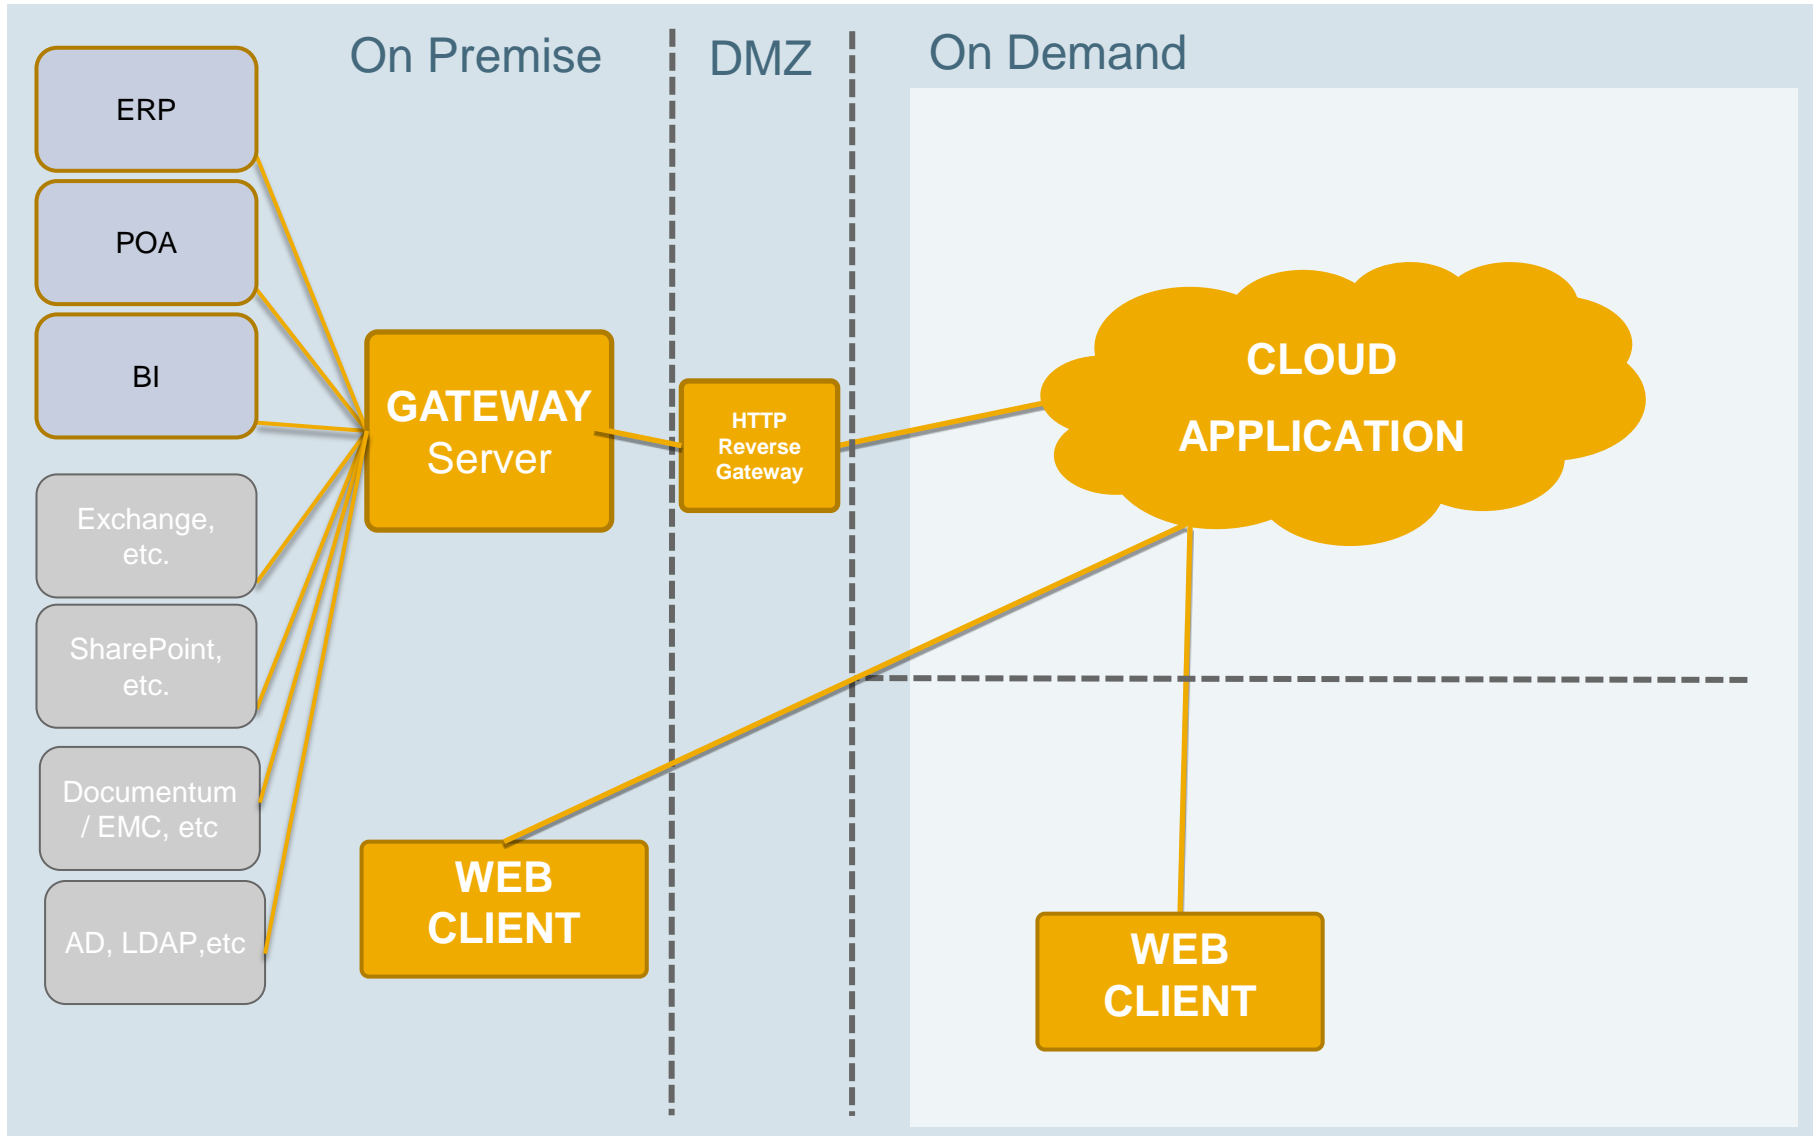 On Premise
DMZ
On Demand
ERP
POA
BI
Exchange,
etc.
SharePoint,
etc.
Documentum
/ EMC, etc
AD, LDAP,etc
GATEWAY
Server
HTTP
Reverse
Gateway
CLOUD
APPLICATION
WEB
CLIENT
WEB
CLIENT